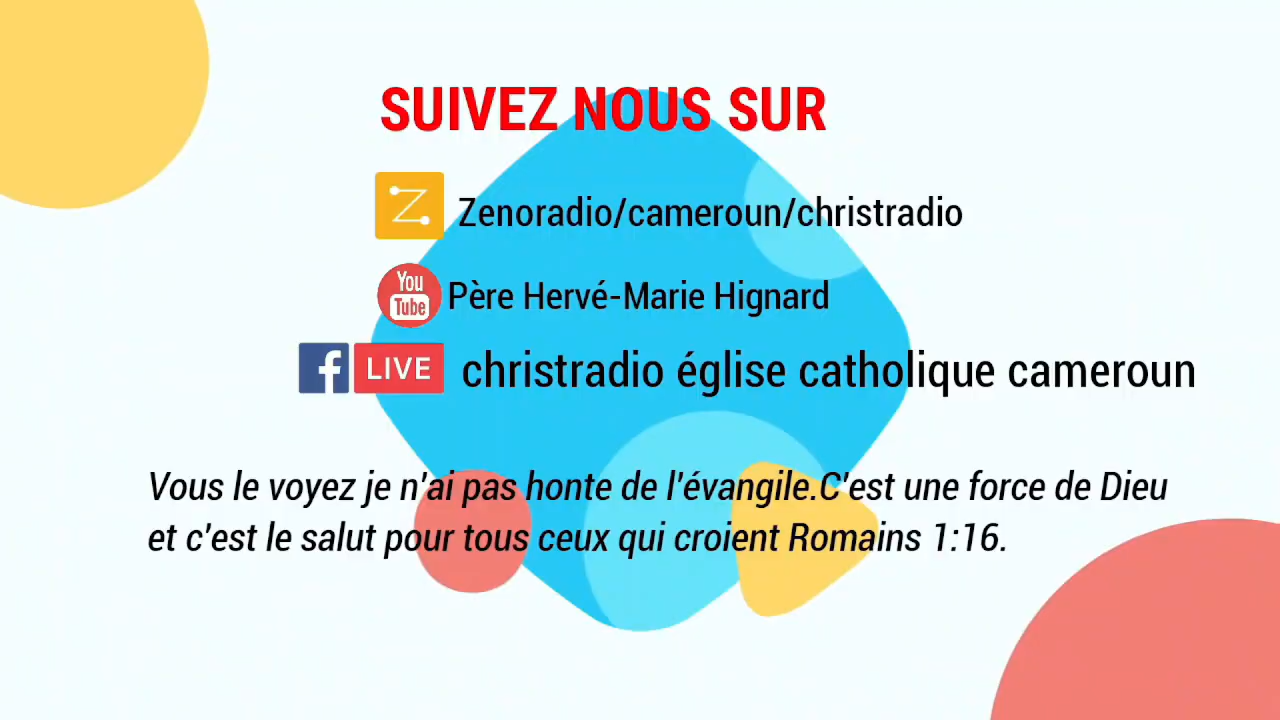 SUIVEZ NOUS SUR
Zenoradio/cameroun/christradio
You
Tube
Père Hervé-Marie Hignard
f LIVE christradio église catholique cameroun
Vous le voyez je n'ai pas honte de l'évangile.C'est une force de Dieu
et c'est le salut pour tous ceux qui croient Romains 1:16.